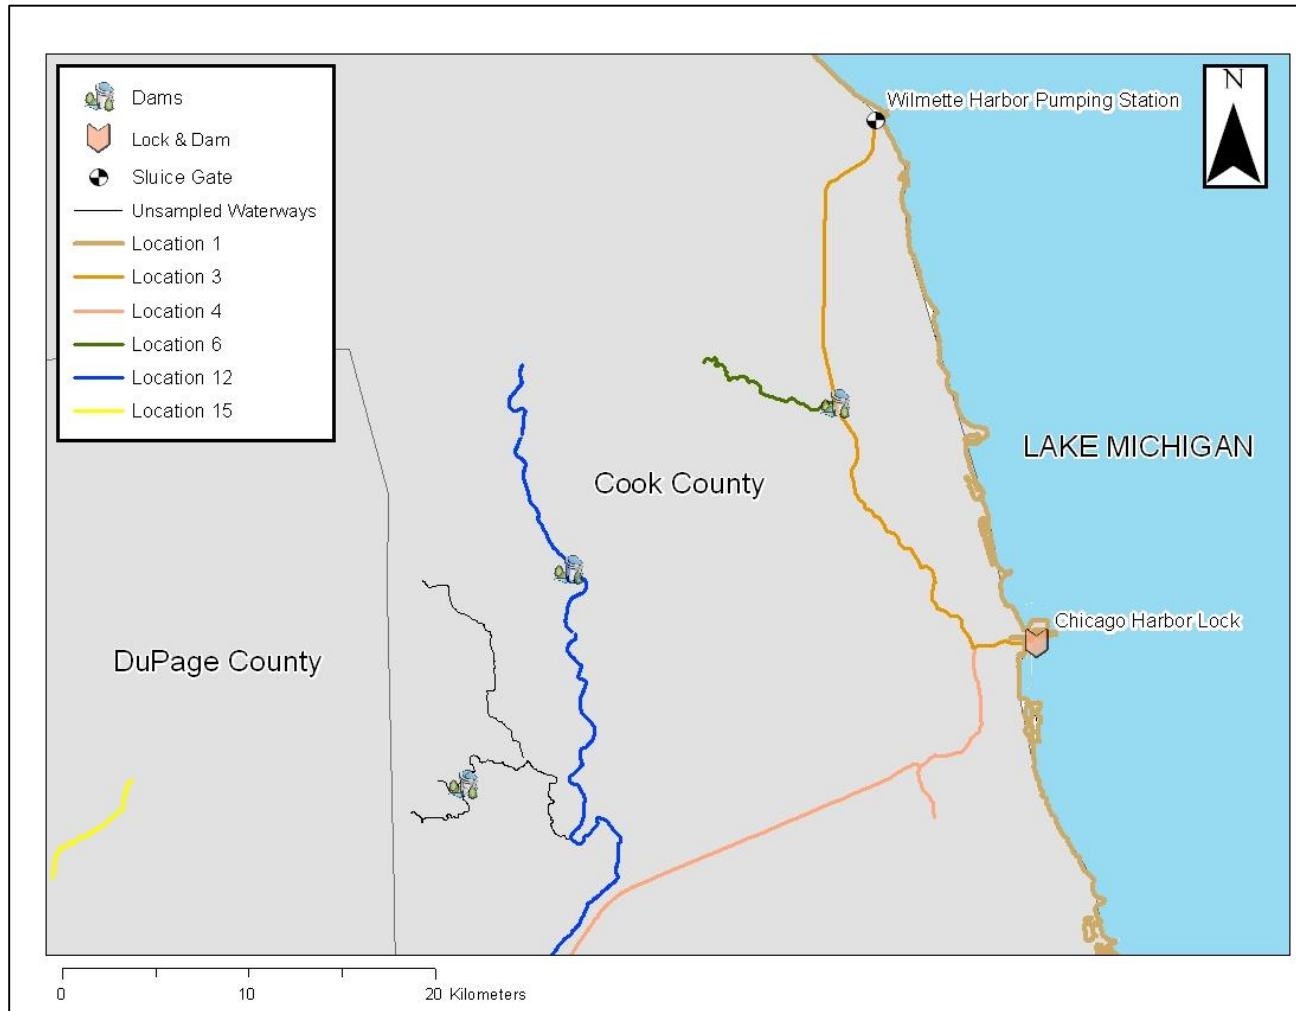 Dams
Lock & Dam
Sluice Gate
Unsampled Waterways
Location 1
Location 3
Location 4
Location 6
Location 12
Location 15
N
Wilmette Harbor Pumping Station
LAKE MICHIGAN
Cook County
Chicago Harbor Lock
DuPage County
0 10 20 Kilometers